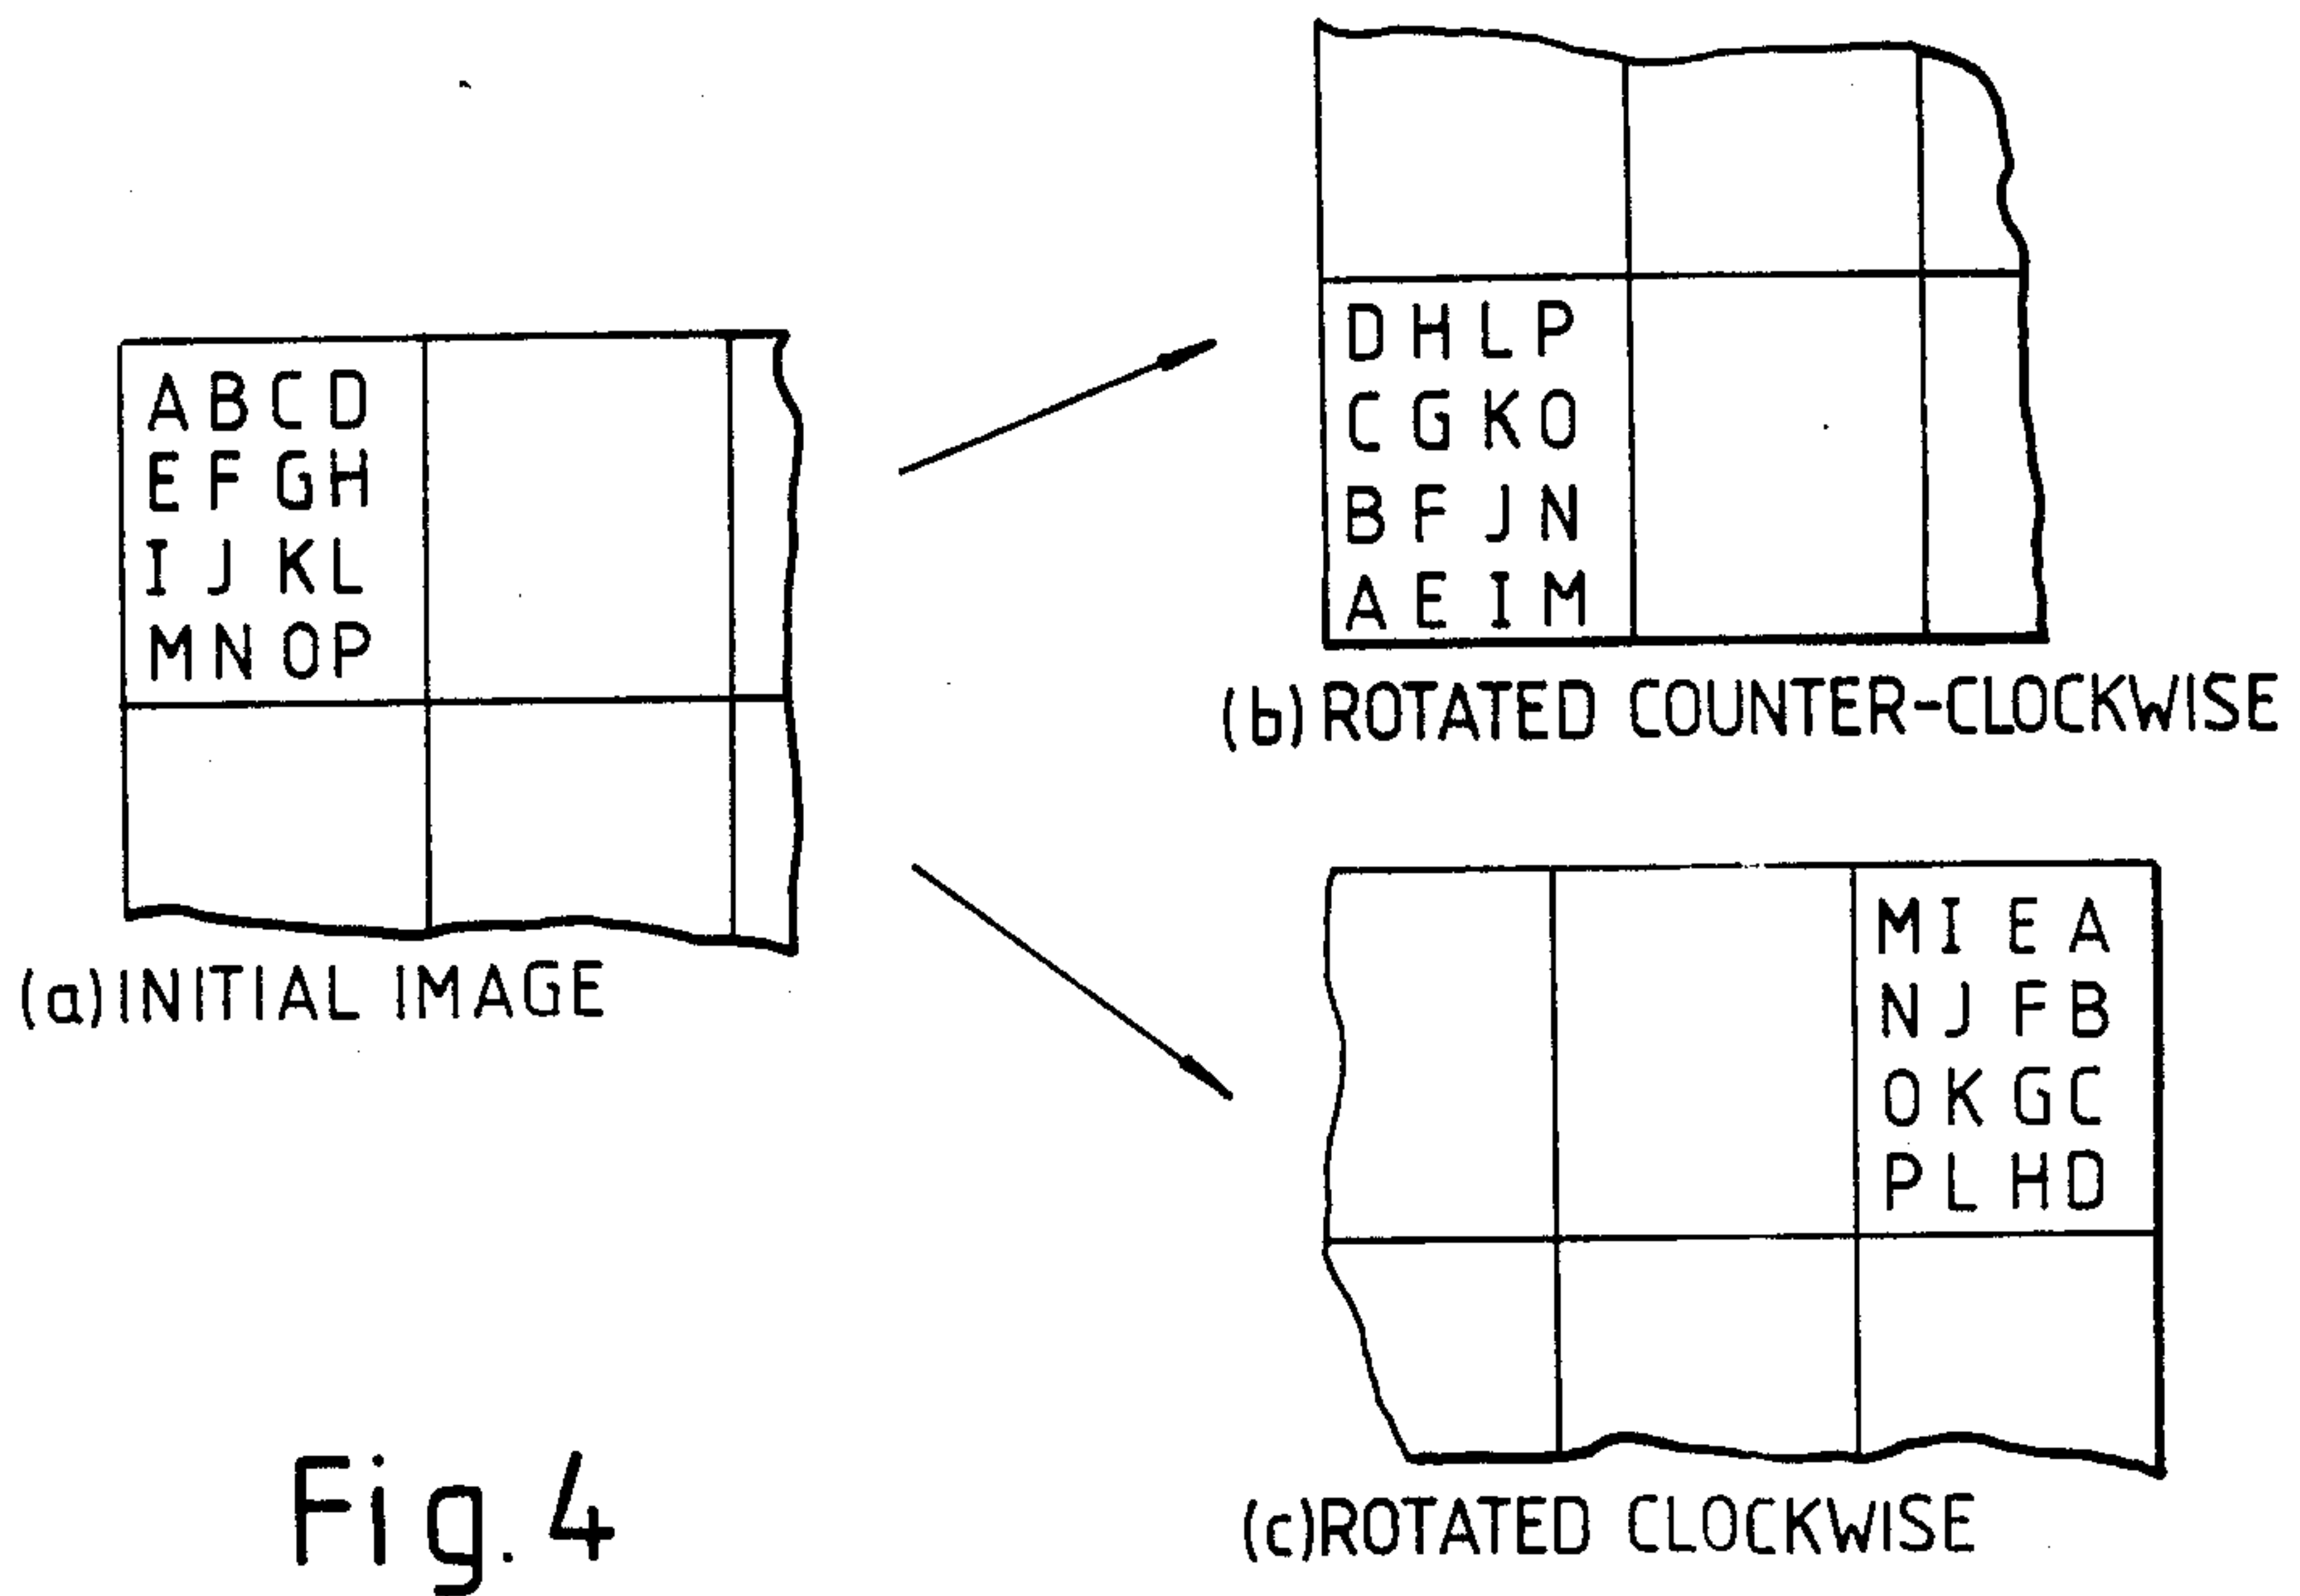 A B C D
E F G H
I J K L
M N O P
(a) INITIAL IMAGE
D H L P
C G K O
B F J N
A E I M
(b) ROTATED COUNTER-CLOCKWISE
M I E A
N J F B
O K G C
P L H D
(c) ROTATED CLOCKWISE
Fig. 4